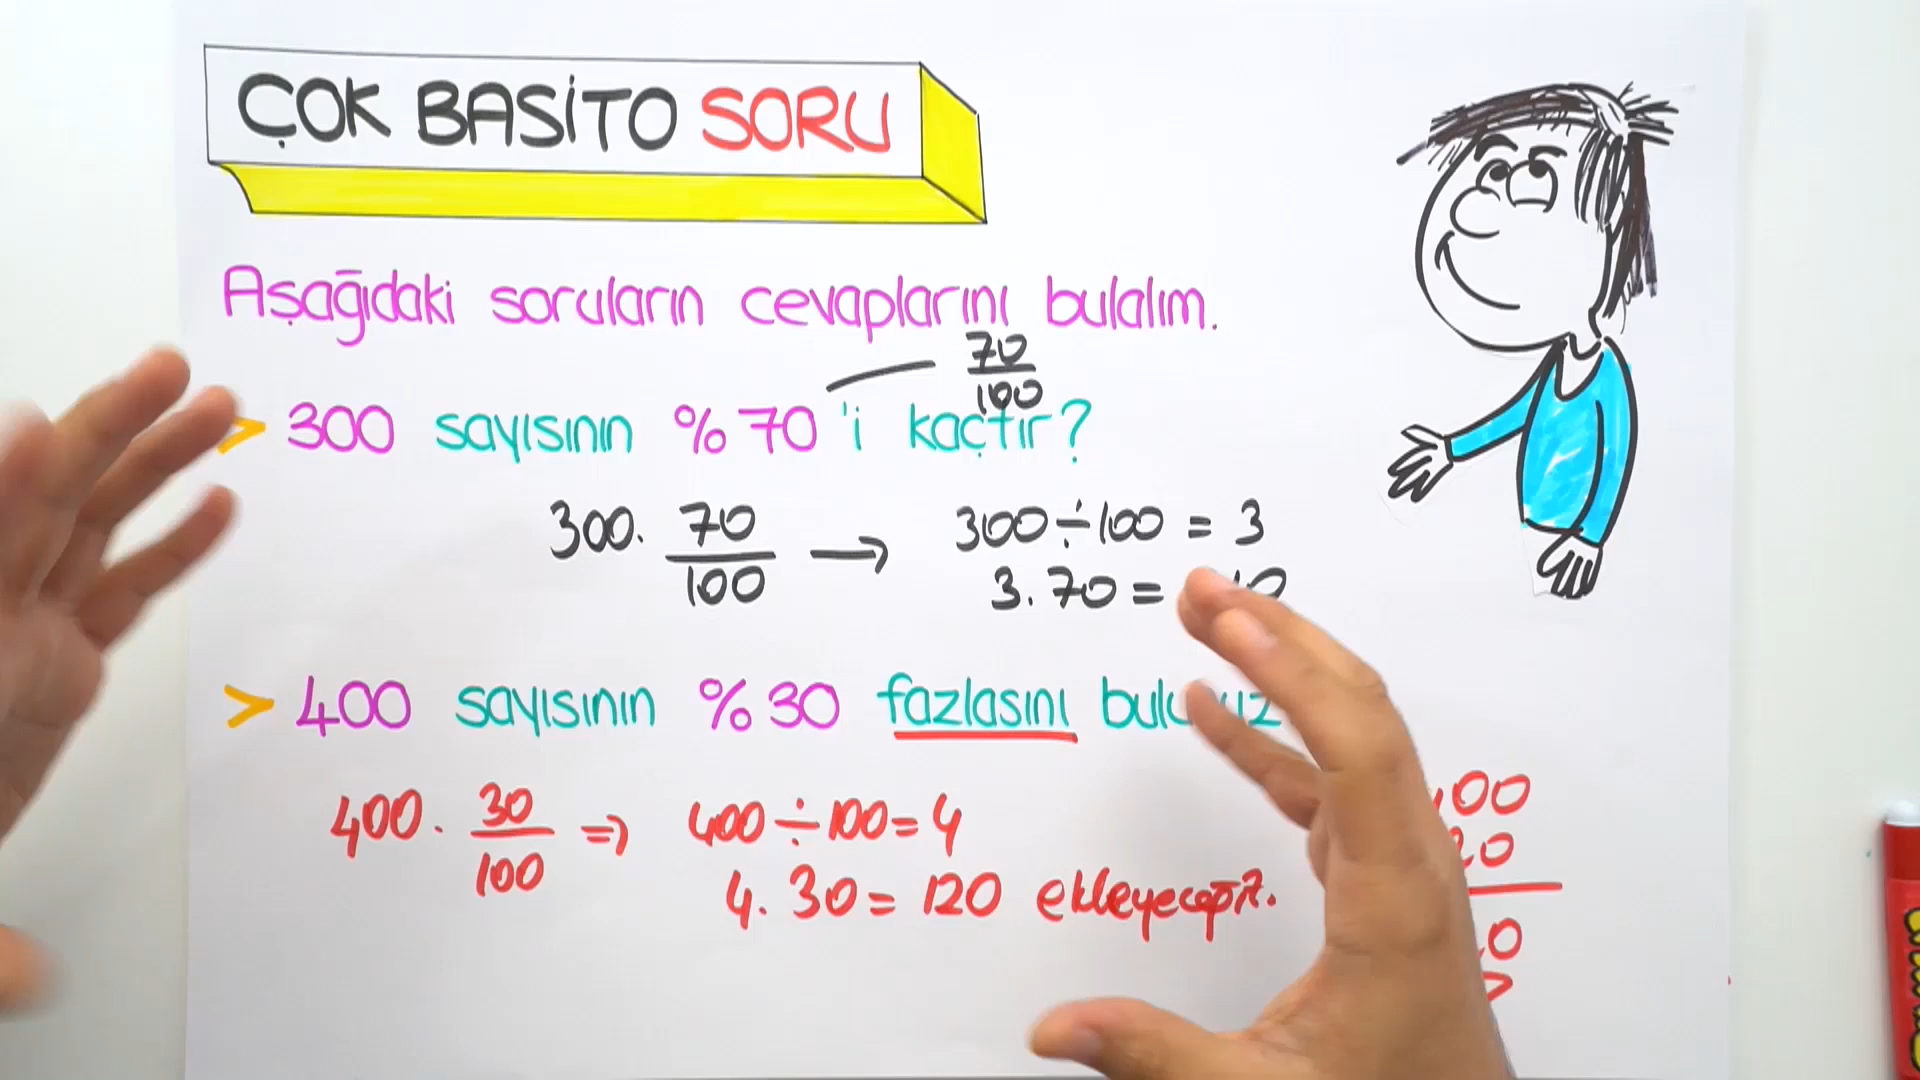 ÇOK BASİTO SORU
Aşağıdaki soruların cevaplarını bulalım.
70
100
> 300 sayısının %70'i kaçtır?
300. 70 → 300÷100 = 3
100
3.70 =
> 400 sayısının %30 fazlasını
400. 30 ⇒ 400÷100=4
100
4. 30= 120 ekleyeceğiz.